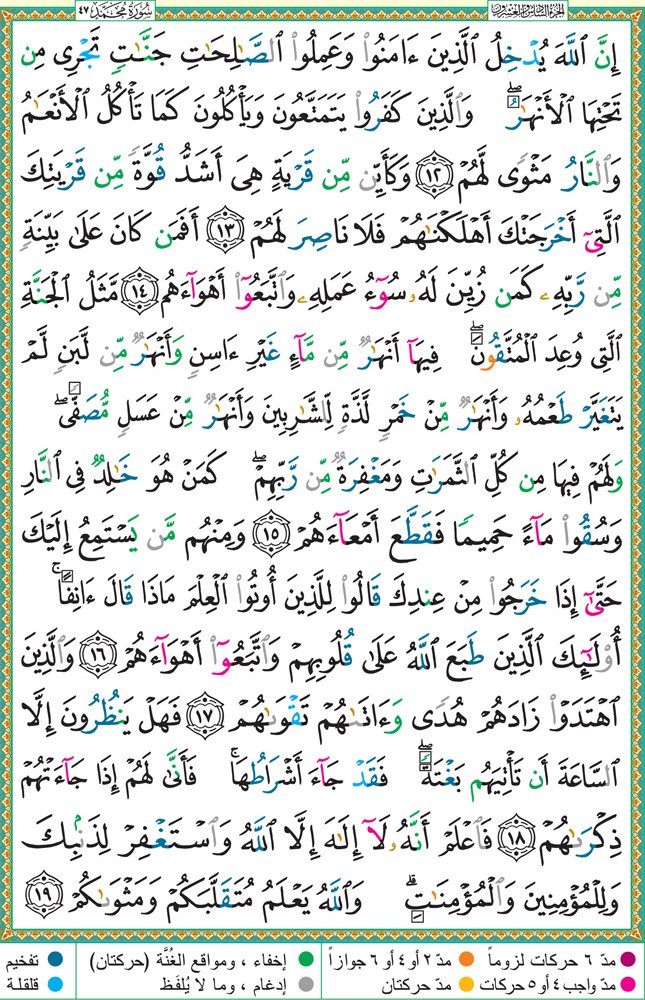 الجزء السادس والعشرون
سورة محمد ٤٧
إِنَّ ٱللَّهَ يُدْخِلُ ٱلَّذِينَ ءَامَنُوا۟ وَعَمِلُوا۟ ٱلصَّـٰلِحَـٰتِ جَنَّـٰتٍ تَجْرِى مِن
تَحْتِهَا ٱلْأَنْهَـٰرُ ۖ وَٱلَّذِينَ كَفَرُوا۟ يَتَمَتَّعُونَ وَيَأْكُلُونَ كَمَا تَأْكُلُ ٱلْأَنْعَـٰمُ
وَٱلنَّارُ مَثْوًى لَّهُمْ ١٢ وَكَأَيِّن مِّن قَرْيَةٍ هِىَ أَشَدُّ قُوَّةً مِّن قَرْيَتِكَ
ٱلَّتِىٓ أَخْرَجَتْكَ أَهْلَكْنَـٰهُمْ فَلَا نَاصِرَ لَهُمْ ١٣ أَفَمَن كَانَ عَلَىٰ بَيِّنَةٍ
مِّن رَّبِّهِۦ كَمَن زُيِّنَ لَهُۥ سُوٓءُ عَمَلِهِۦ وَٱتَّبَعُوٓا۟ أَهْوَآءَهُم ١٤ مَّثَلُ ٱلْجَنَّةِ
ٱلَّتِى وُعِدَ ٱلْمُتَّقُونَ ۖ فِيهَآ أَنْهَـٰرٌ مِّن مَّآءٍ غَيْرِ ءَاسِنٍ وَأَنْهَـٰرٌ مِّن لَّبَنٍ لَّمْ
يَتَغَيَّرْ طَعْمُهُۥ وَأَنْهَـٰرٌ مِّنْ خَمْرٍ لَّذَّةٍ لِّلشَّـٰرِبِينَ وَأَنْهَـٰرٌ مِّنْ عَسَلٍ مُّصَفًّى ۖ
وَلَهُمْ فِيهَا مِن كُلِّ ٱلثَّمَرَٰتِ وَمَغْفِرَةٌ مِّن رَّبِّهِمْ ۖ كَمَنْ هُوَ خَـٰلِدٌ فِى ٱلنَّارِ
وَسُقُوا۟ مَآءً حَمِيمًا فَقَطَّعَ أَمْعَآءَهُمْ ١٥ وَمِنْهُم مَّن يَسْتَمِعُ إِلَيْكَ
حَتَّىٰٓ إِذَا خَرَجُوا۟ مِنْ عِندِكَ قَالُوا۟ لِلَّذِينَ أُوتُوا۟ ٱلْعِلْمَ مَاذَا قَالَ ءَانِفًا ۚ
أُو۟لَـٰٓئِكَ ٱلَّذِينَ طَبَعَ ٱللَّهُ عَلَىٰ قُلُوبِهِمْ وَٱتَّبَعُوٓا۟ أَهْوَآءَهُمْ ١٦ وَٱلَّذِينَ
ٱهْتَدَوْا۟ زَادَهُمْ هُدًى وَءَاتَىٰهُمْ تَقْوَىٰهُمْ ١٧ فَهَلْ يَنظُرُونَ إِلَّا
ٱلسَّاعَةَ أَن تَأْتِيَهُم بَغْتَةً ۖ فَقَدْ جَآءَ أَشْرَاطُهَا ۚ فَأَنَّىٰ لَهُمْ إِذَا جَآءَتْهُمْ
ذِكْرَىٰهُمْ ١٨ فَٱعْلَمْ أَنَّهُۥ لَآ إِلَـٰهَ إِلَّا ٱللَّهُ وَٱسْتَغْفِرْ لِذَنۢبِكَ
وَلِلْمُؤْمِنِينَ وَٱلْمُؤْمِنَـٰتِ ۗ وَٱللَّهُ يَعْلَمُ مُتَقَلَّبَكُمْ وَمَثْوَىٰكُمْ ١٩
مدّ ٦ حركات لزوماً مدّ ٢ أو ٤ أو ٦ جوازاً إخفاء ، ومواقع الغُنَّة (حركتان) تفخيم
مدّ واجب ٤ أو ٥ حركات مدّ حركتان إدغام ، وما لا يُلفَظ قلقلة